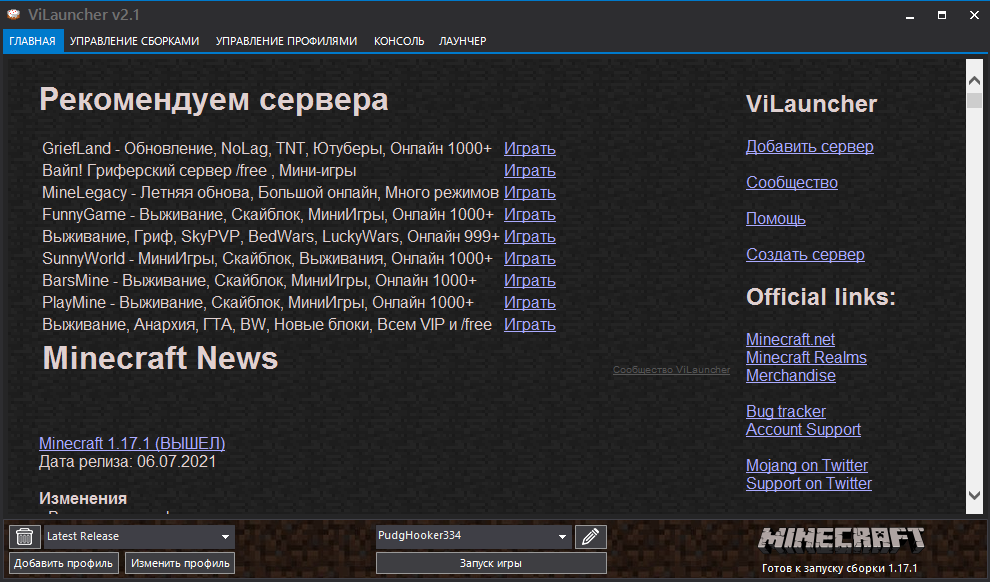 ViLauncher v2.1
ГЛАВНАЯ УПРАВЛЕНИЕ СБОРКАМИ УПРАВЛЕНИЕ ПРОФИЛЯМИ КОНСОЛЬ ЛАУНЧЕР
Рекомендуем сервера
GriefLand - Обновление, NoLag, TNT, Ютуберы, Онлайн 1000+ Играть
Вайп! Гриферский сервер /free , Мини-игры Играть
MineLegacy - Летняя обнова, Большой онлайн, Много режимов Играть
FunnyGame - Выживание, Скайблок, МиниИгры, Онлайн 1000+ Играть
Выживание, Гриф, SkyPVP, BedWars, LuckyWars, Онлайн 999+ Играть
SunnyWorld - МиниИгры, Скайблок, Выживания, Онлайн 1000+ Играть
BarsMine - Выживание, Скайблок, МиниИгры, Онлайн 1000+ Играть
PlayMine - Выживание, Скайблок, МиниИгры, Онлайн 1000+ Играть
Выживание, Анархия, ГТА, BW, Новые блоки, Всем VIP и /free Играть
Minecraft News
Сообщество ViLauncher
Minecraft 1.17.1 (ВЫШЕЛ)
Дата релиза: 06.07.2021
Изменения
ViLauncher
Добавить сервер
Сообщество
Помощь
Создать сервер
Official links:
Minecraft.net
Minecraft Realms
Merchandise
Bug tracker
Account Support
Mojang on Twitter
Support on Twitter
Latest Release
Добавить профиль Изменить профиль
PudgHooker334
Запуск игры
MINECRAFT
Готов к запуску сборки 1.17.1